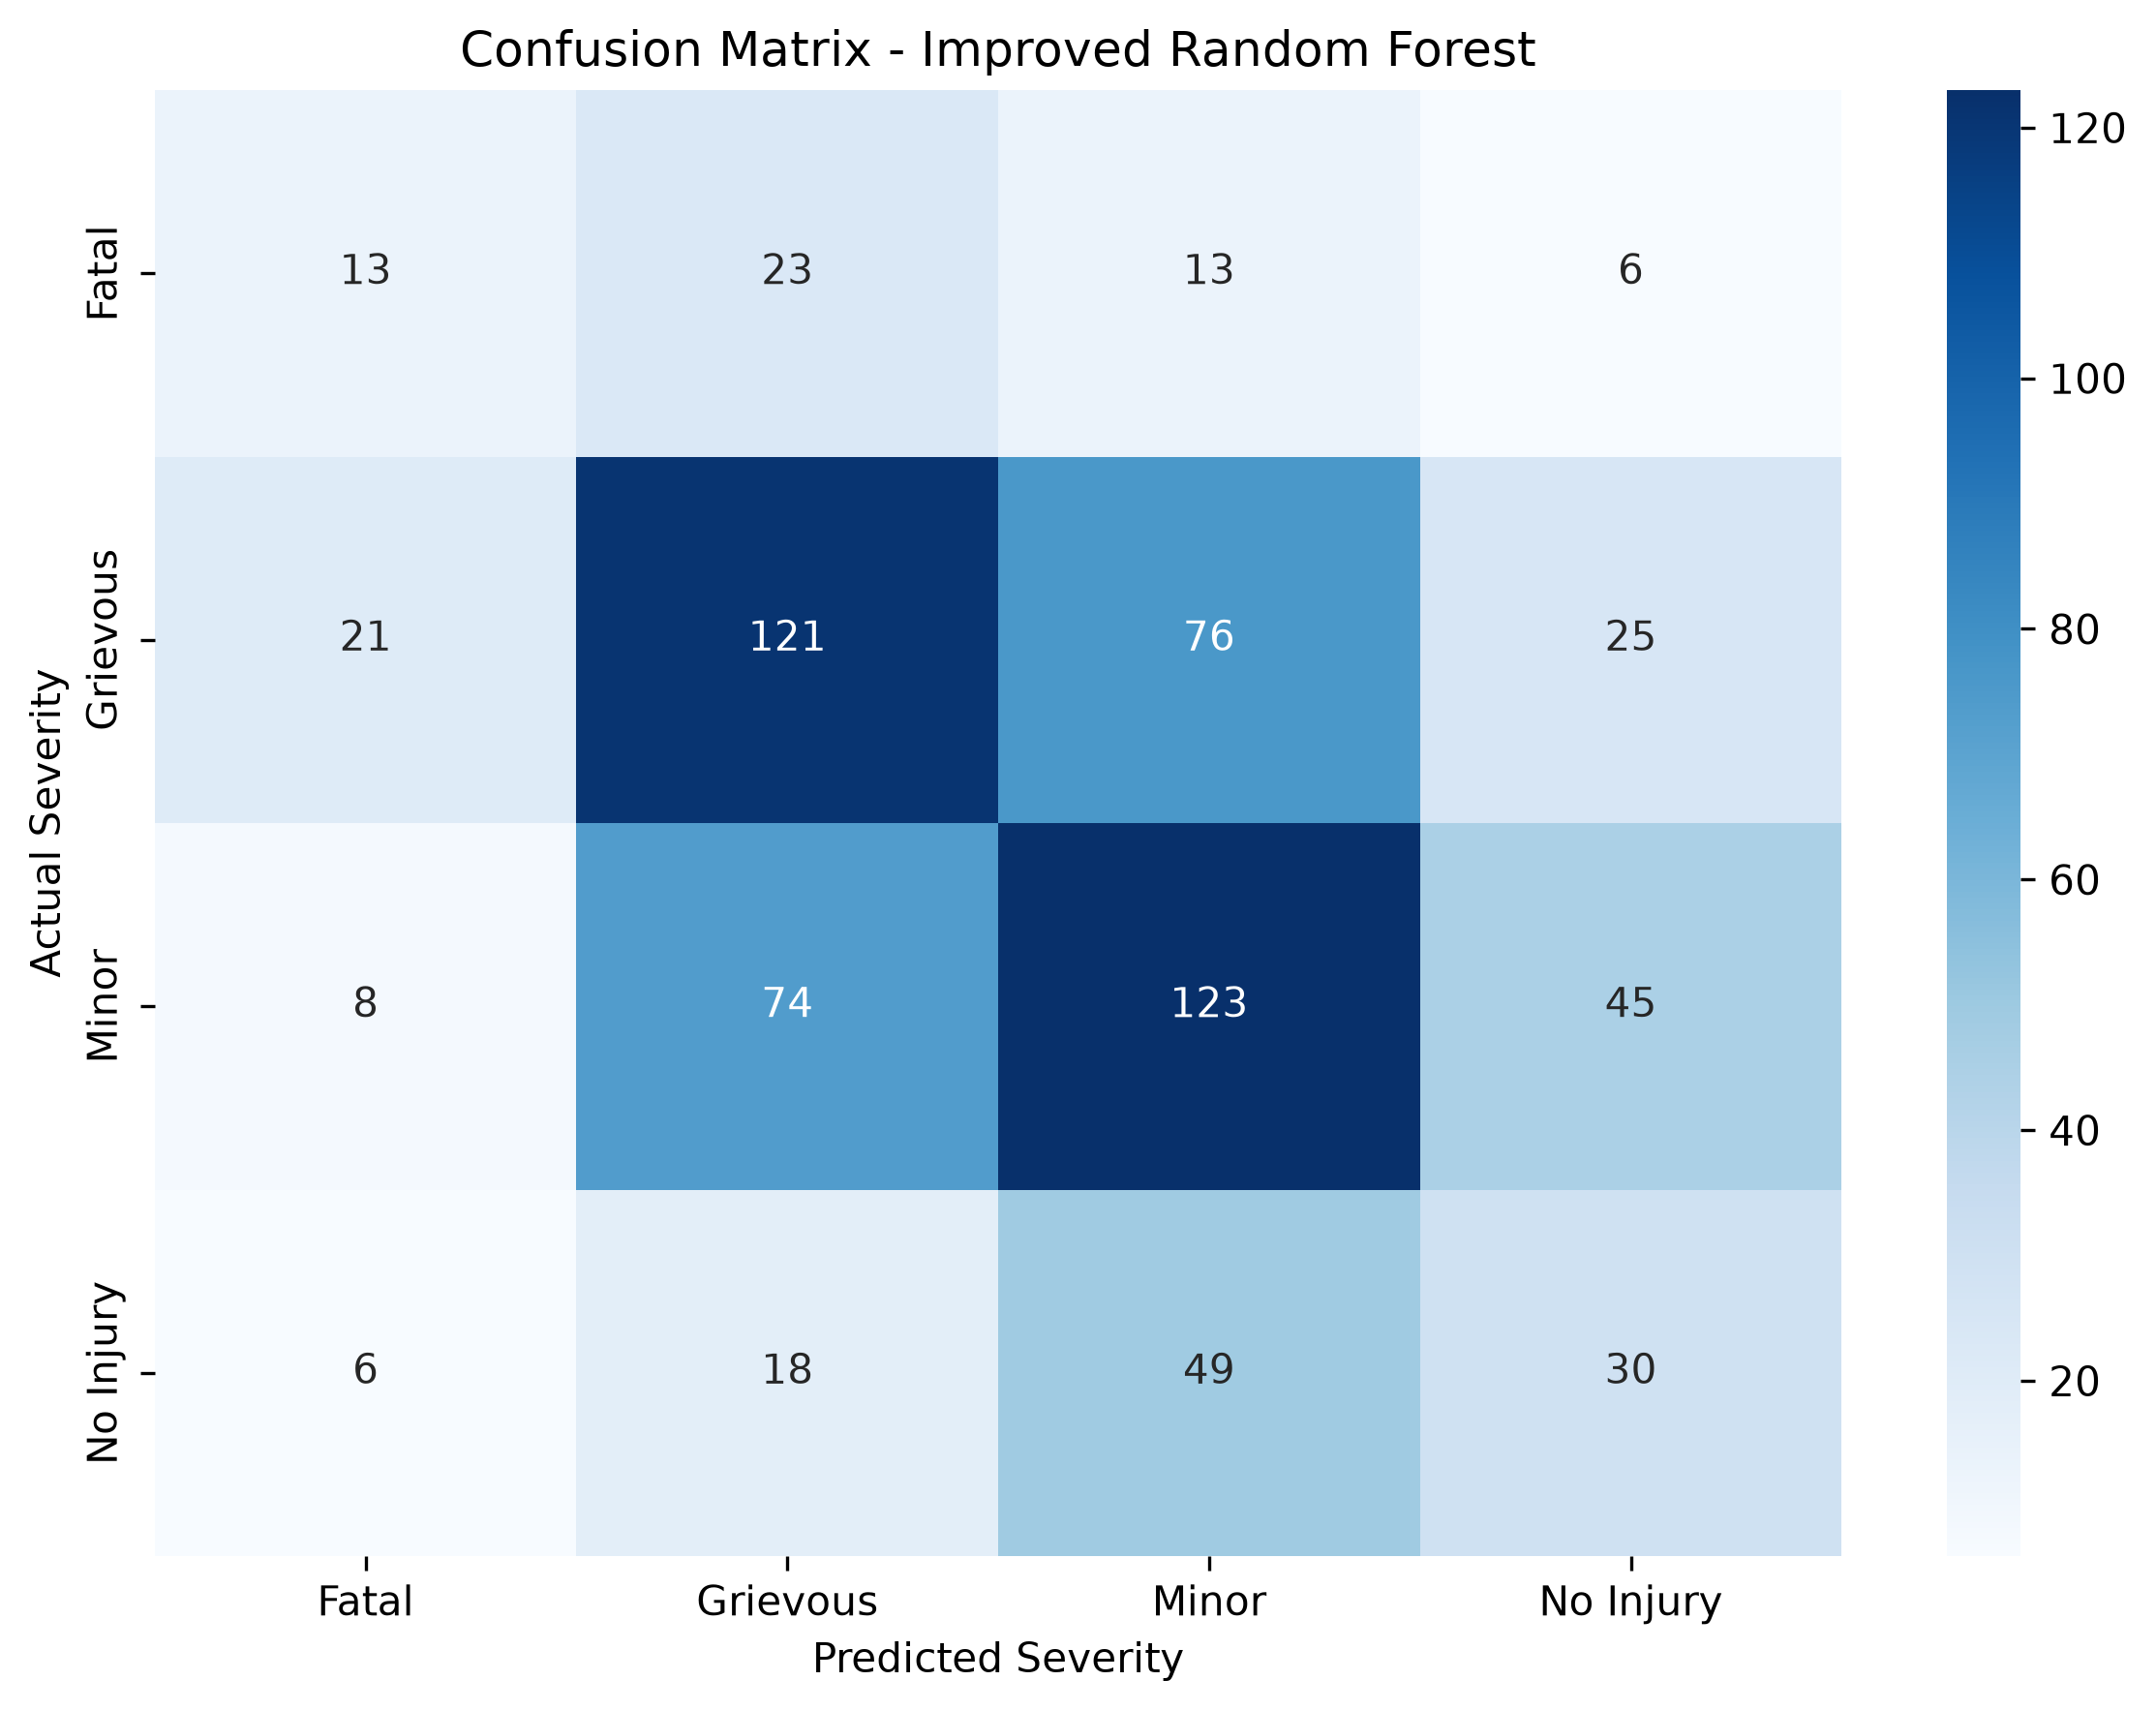 Confusion Matrix - Improved Random Forest
Actual Severity
Fatal
13 23 13 6
Grievous
21 121 76 25
Minor
8 74 123 45
No Injury
6 18 49 30
Fatal Grievous Minor No Injury
Predicted Severity
120
100
80
60
40
20